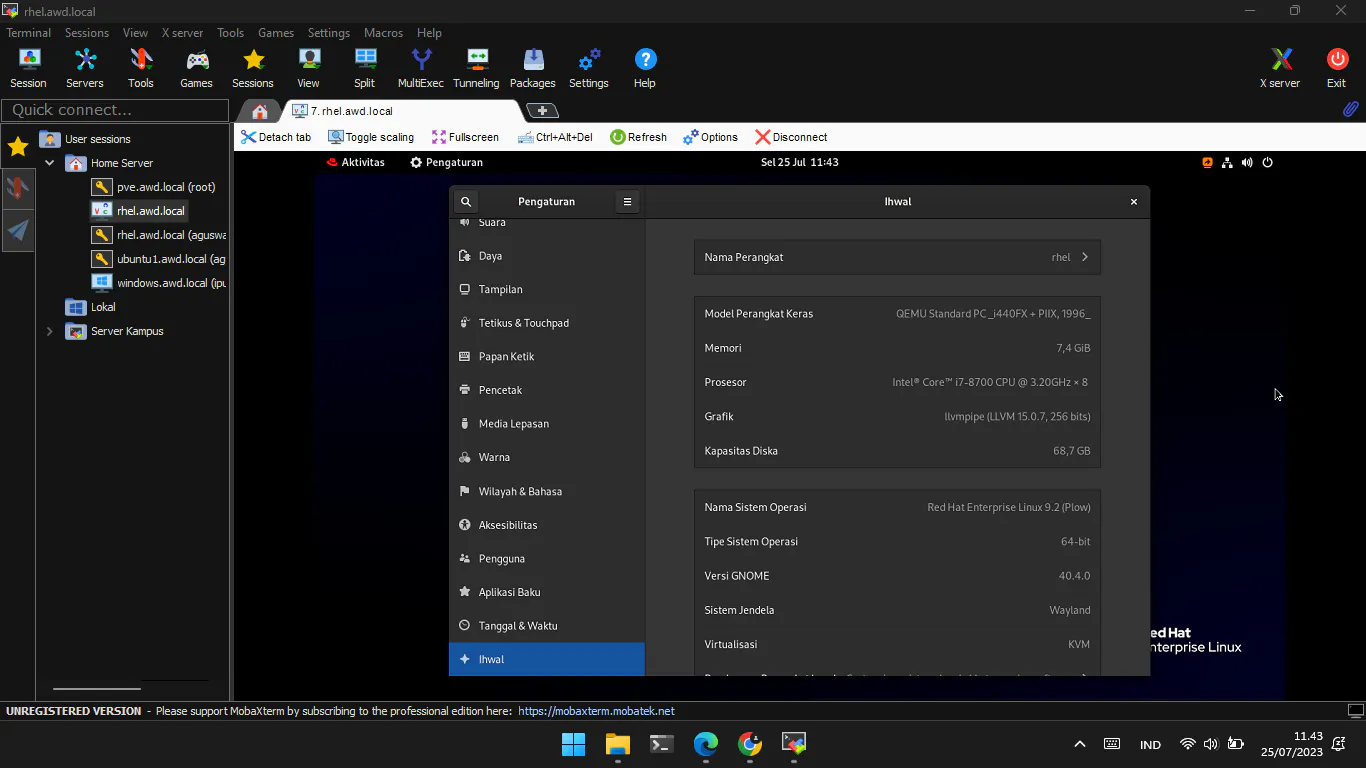 rhel.awd.local
Terminal Sessions View X server Tools Games Settings Macros Help
Session Servers Tools Games Sessions View Split MultiExec Tunneling Packages Settings Help X server Exit
Quick connect...
7. rhel.awd.local
Detach tab Toggle scaling Fullscreen Ctrl+Alt+Del Refresh Options Disconnect
User sessions
Home Server
pve.awd.local (root)
rhel.awd.local
rhel.awd.local (aguswa
ubuntu1.awd.local (ag
windows.awd.local (ipu
Lokal
Server Kampus
Aktivitas Pengaturan Sel 25 Jul 11:43
Pengaturan
Suara
Daya
Tampilan
Tetikus & Touchpad
Papan Ketik
Pencetak
Media Lepasan
Warna
Wilayah & Bahasa
Aksesibilitas
Pengguna
Aplikasi Baku
Tanggal & Waktu
Ihwal
Ihwal
Nama Perangkat rhel
Model Perangkat Keras QEMU Standard PC _i440FX + PIIX, 1996_
Memori 7,4 GiB
Prosesor Intel® Core™ i7-8700 CPU @ 3.20GHz × 8
Grafik llvmpipe (LLVM 15.0.7, 256 bits)
Kapasitas Diska 68,7 GB
Nama Sistem Operasi Red Hat Enterprise Linux 9.2 (Plow)
Tipe Sistem Operasi 64-bit
Versi GNOME 40.4.0
Sistem Jendela Wayland
Virtualisasi KVM
ed Hat
nterprise Linux
UNREGISTERED VERSION - Please support MobaXterm by subscribing to the professional edition here: https://mobaxterm.mobatek.net
IND
11.43
25/07/2023